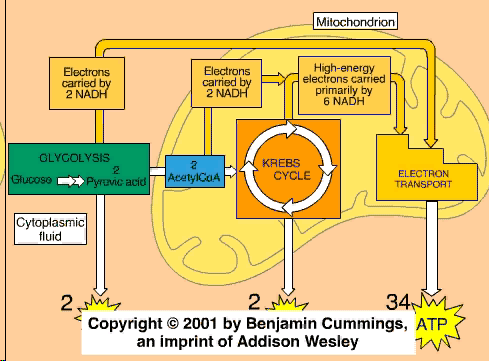 Mitochondrion
Electrons
carried by
2 NADH
Electrons
carried by
2 NADH
High-energy
electrons carried
primarily by
6 NADH
GLYCOLYSIS
2
Glucose
Pyruvic acid
2
AcetylCoA
KREBS
CYCLE
ELECTRON
TRANSPORT
Cytoplasmic
fluid
2
2
34
ATP
Copyright © 2001 by Benjamin Cummings,
an imprint of Addison Wesley